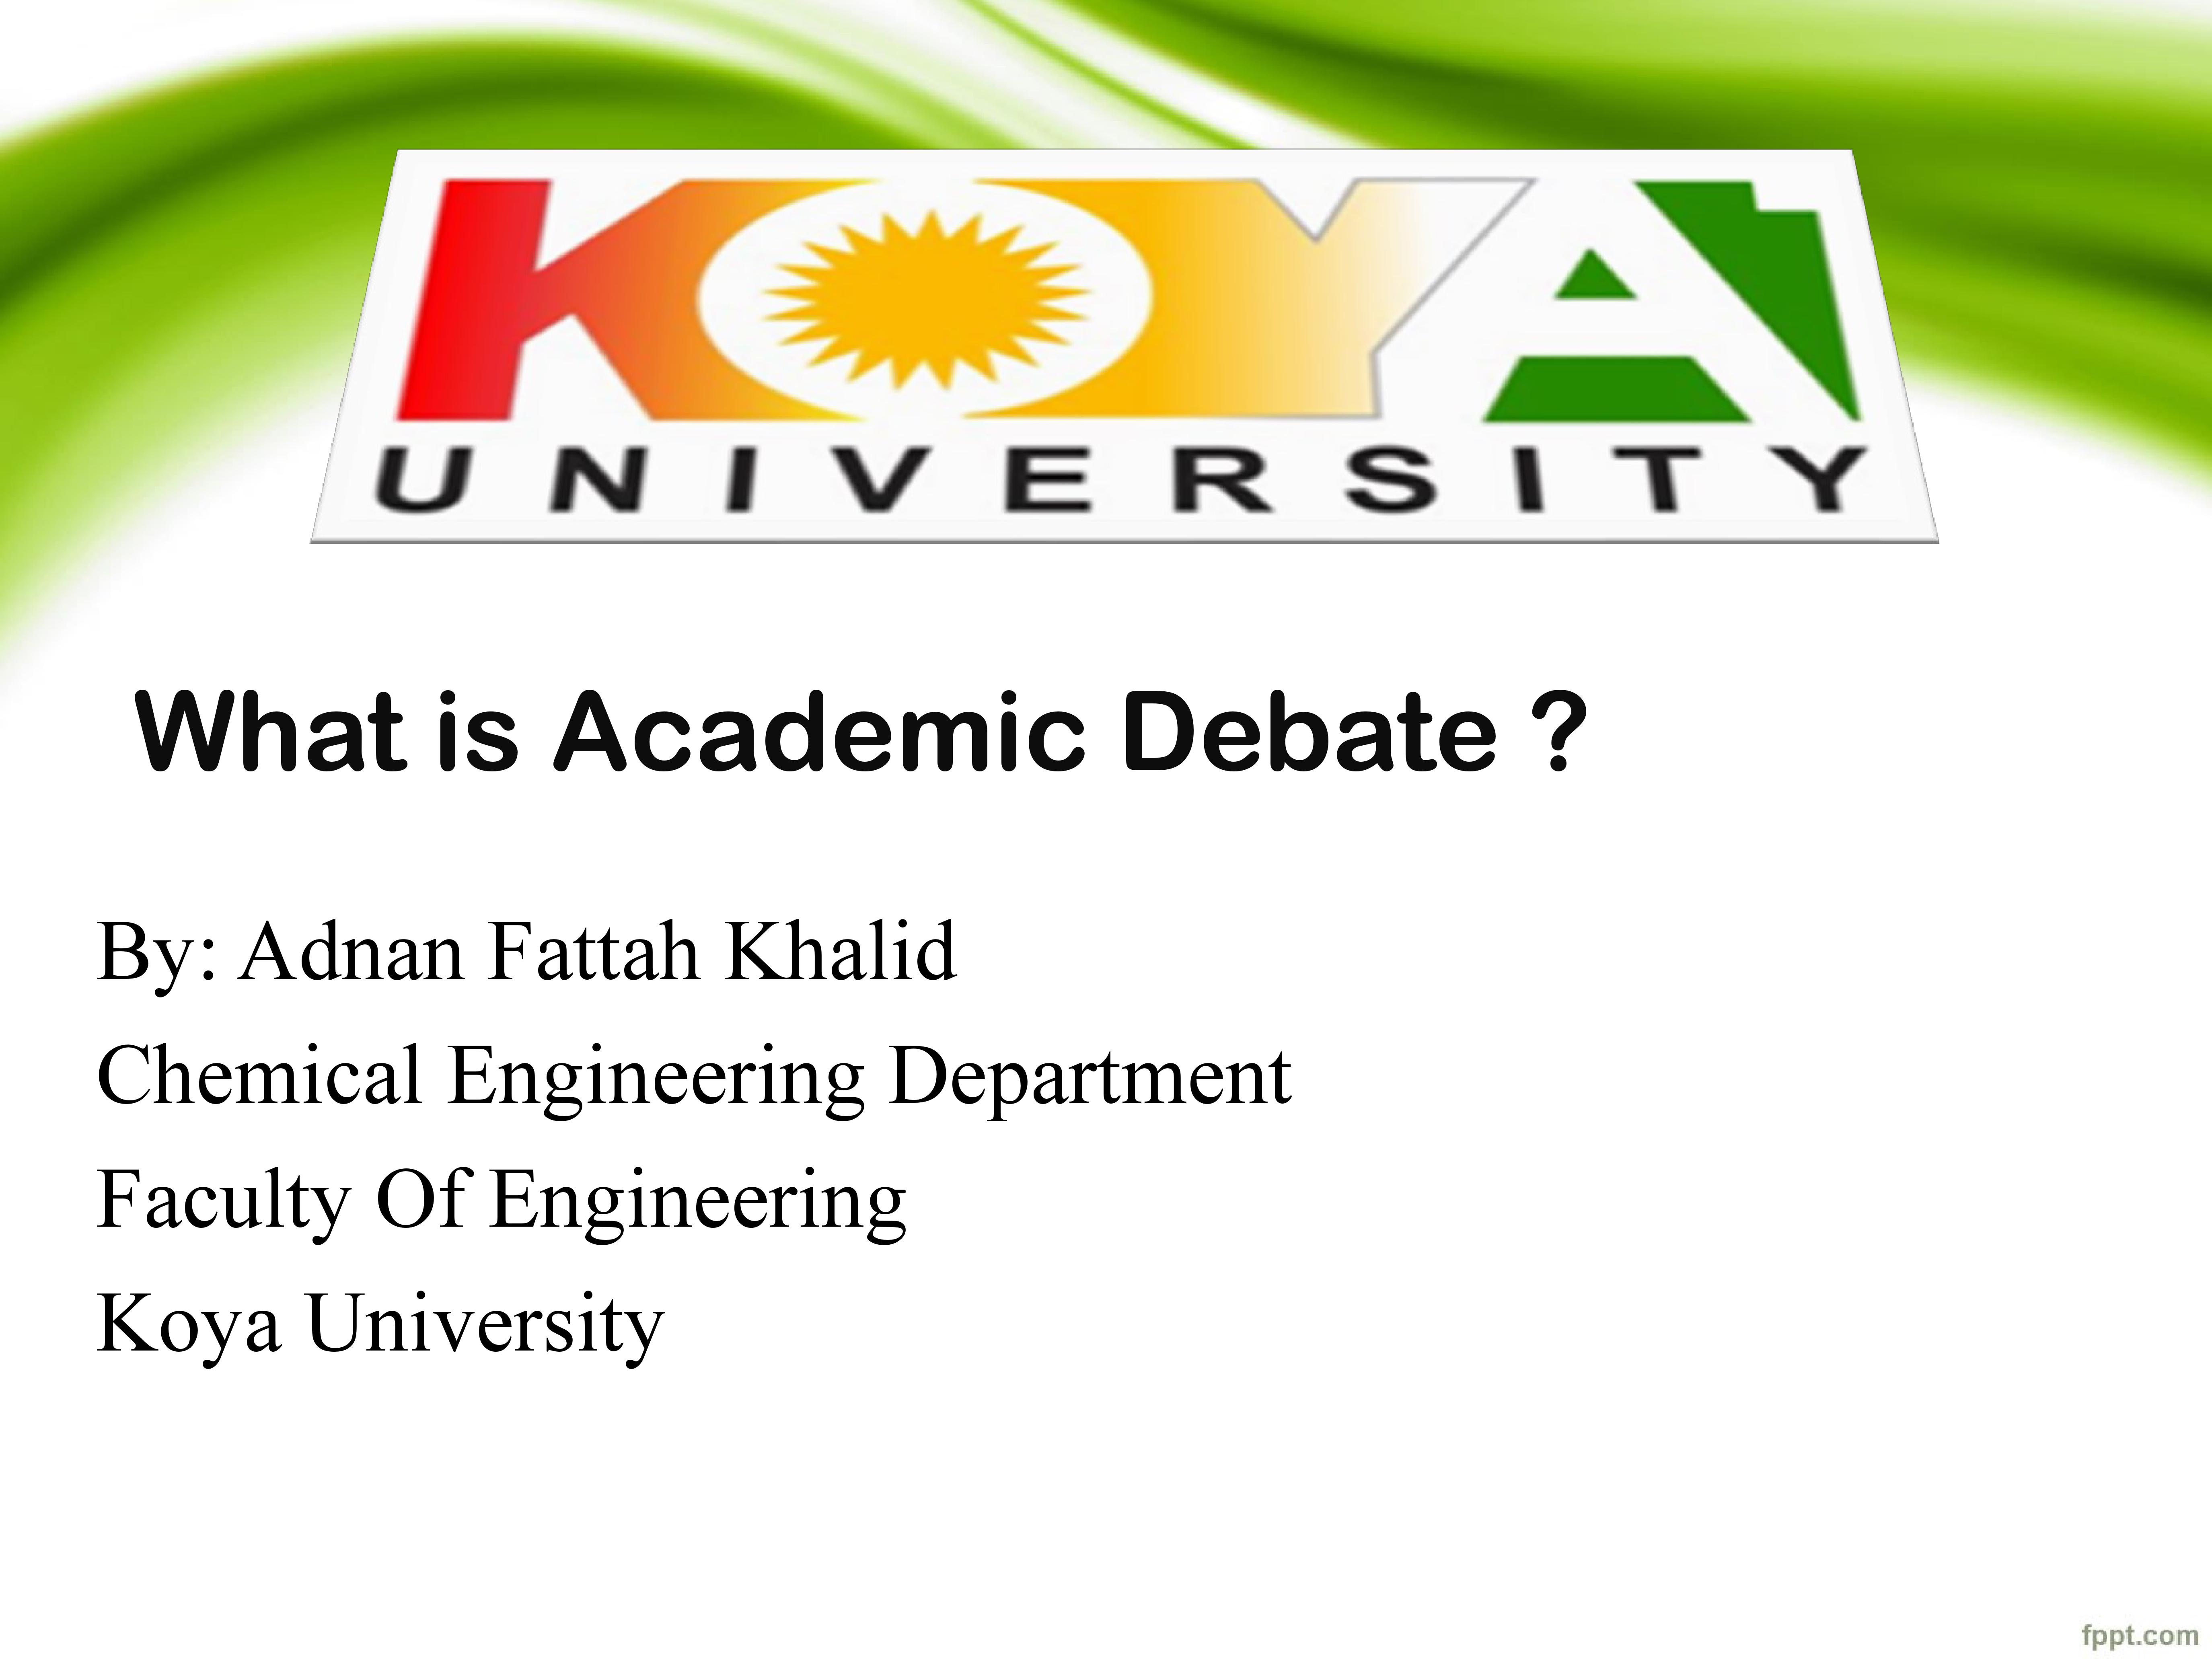 KOYA
UNIVERSITY
What is Academic Debate ?
By: Adnan Fattah Khalid
Chemical Engineering Department
Faculty Of Engineering
Koya University
fppt.com